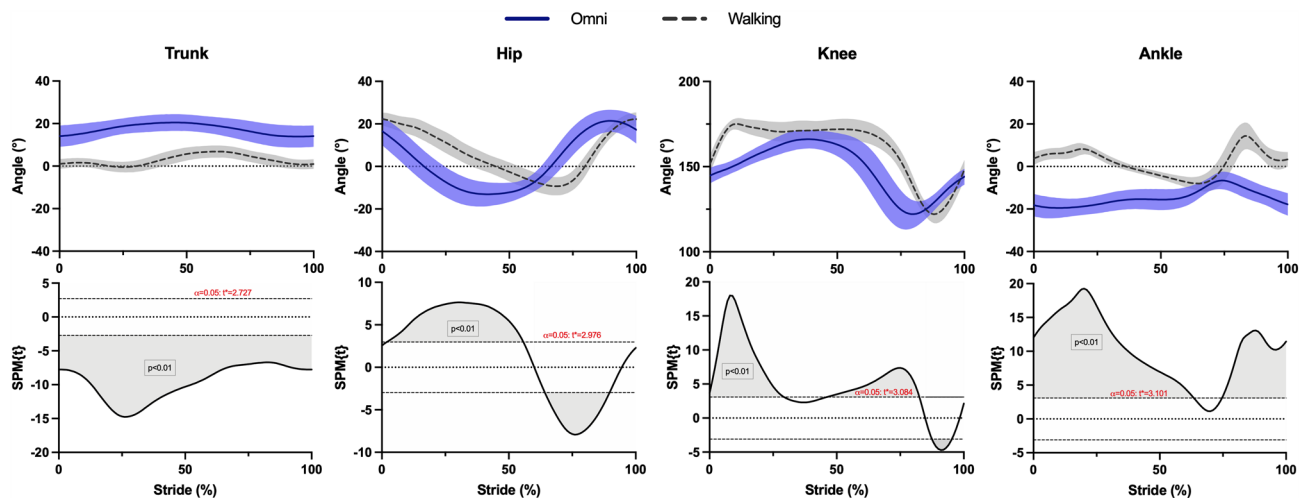 Omni Walking
Trunk Hip Knee Ankle
Angle (°)
40
20
0
-20
-40
0 50 100
Angle (°)
40
20
0
-20
-40
0 50 100
Angle (°)
200
150
100
0 50 100
Angle (°)
40
20
0
-20
-40
0 50 100
SPM{t}
5
0
-5
-10
-15
-20
α=0.05: t*=2.727
p<0.01
0 50 100
Stride (%)
SPM{t}
10
5
0
-5
-10
p<0.01
α=0.05: t*=2.976
0 50 100
Stride (%)
SPM{t}
20
15
10
5
0
-5
p<0.01
α=0.05: t*=3.084
0 50 100
Stride (%)
SPM{t}
20
15
10
5
0
-5
p<0.01
α=0.05: t*=3.101
0 50 100
Stride (%)